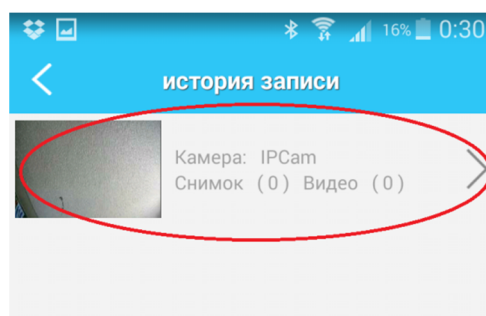 16% 0:30
история записи
Камера: IPCam
Снимок (0) Видео (0)